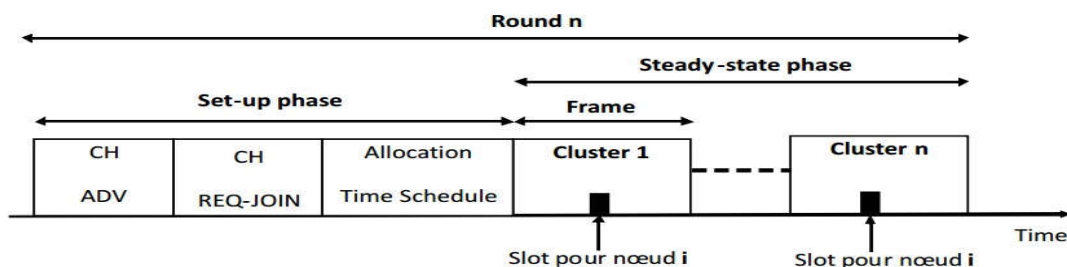 Round n
Steady-state phase
Set-up phase
Frame
CH
ADV
CH
REQ-JOIN
Allocation
Time Schedule
Cluster 1
Cluster n
Time
Slot pour nœud i
Slot pour nœud i